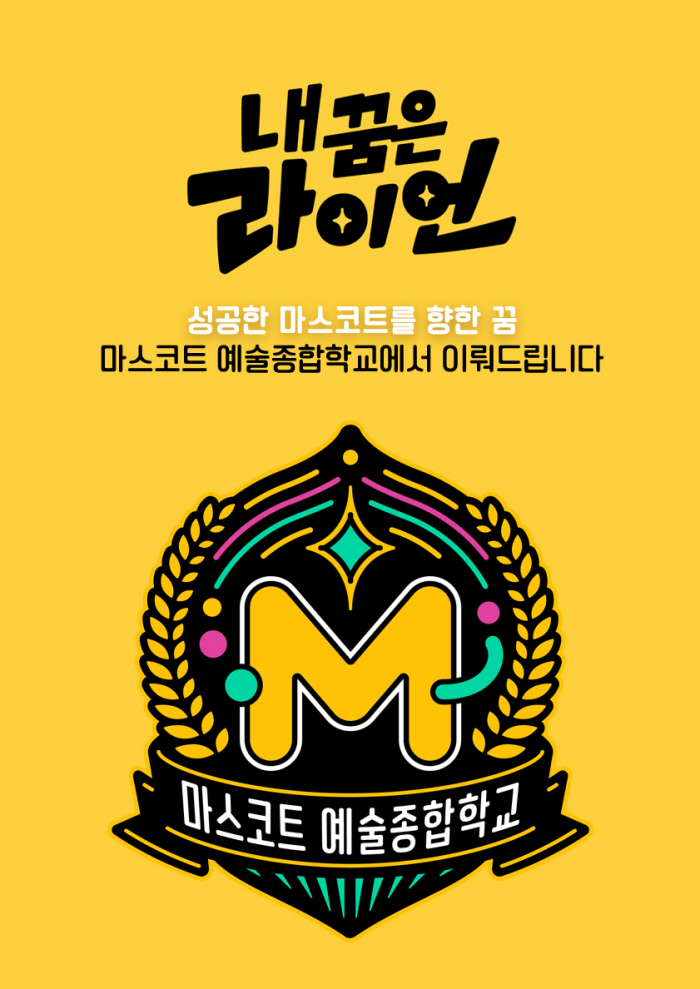 내 꿈은
라이언
성공한 마스코트를 향한 꿈
마스코트 예술종합학교에서 이뤄드립니다
M
마스코트 예술종합학교